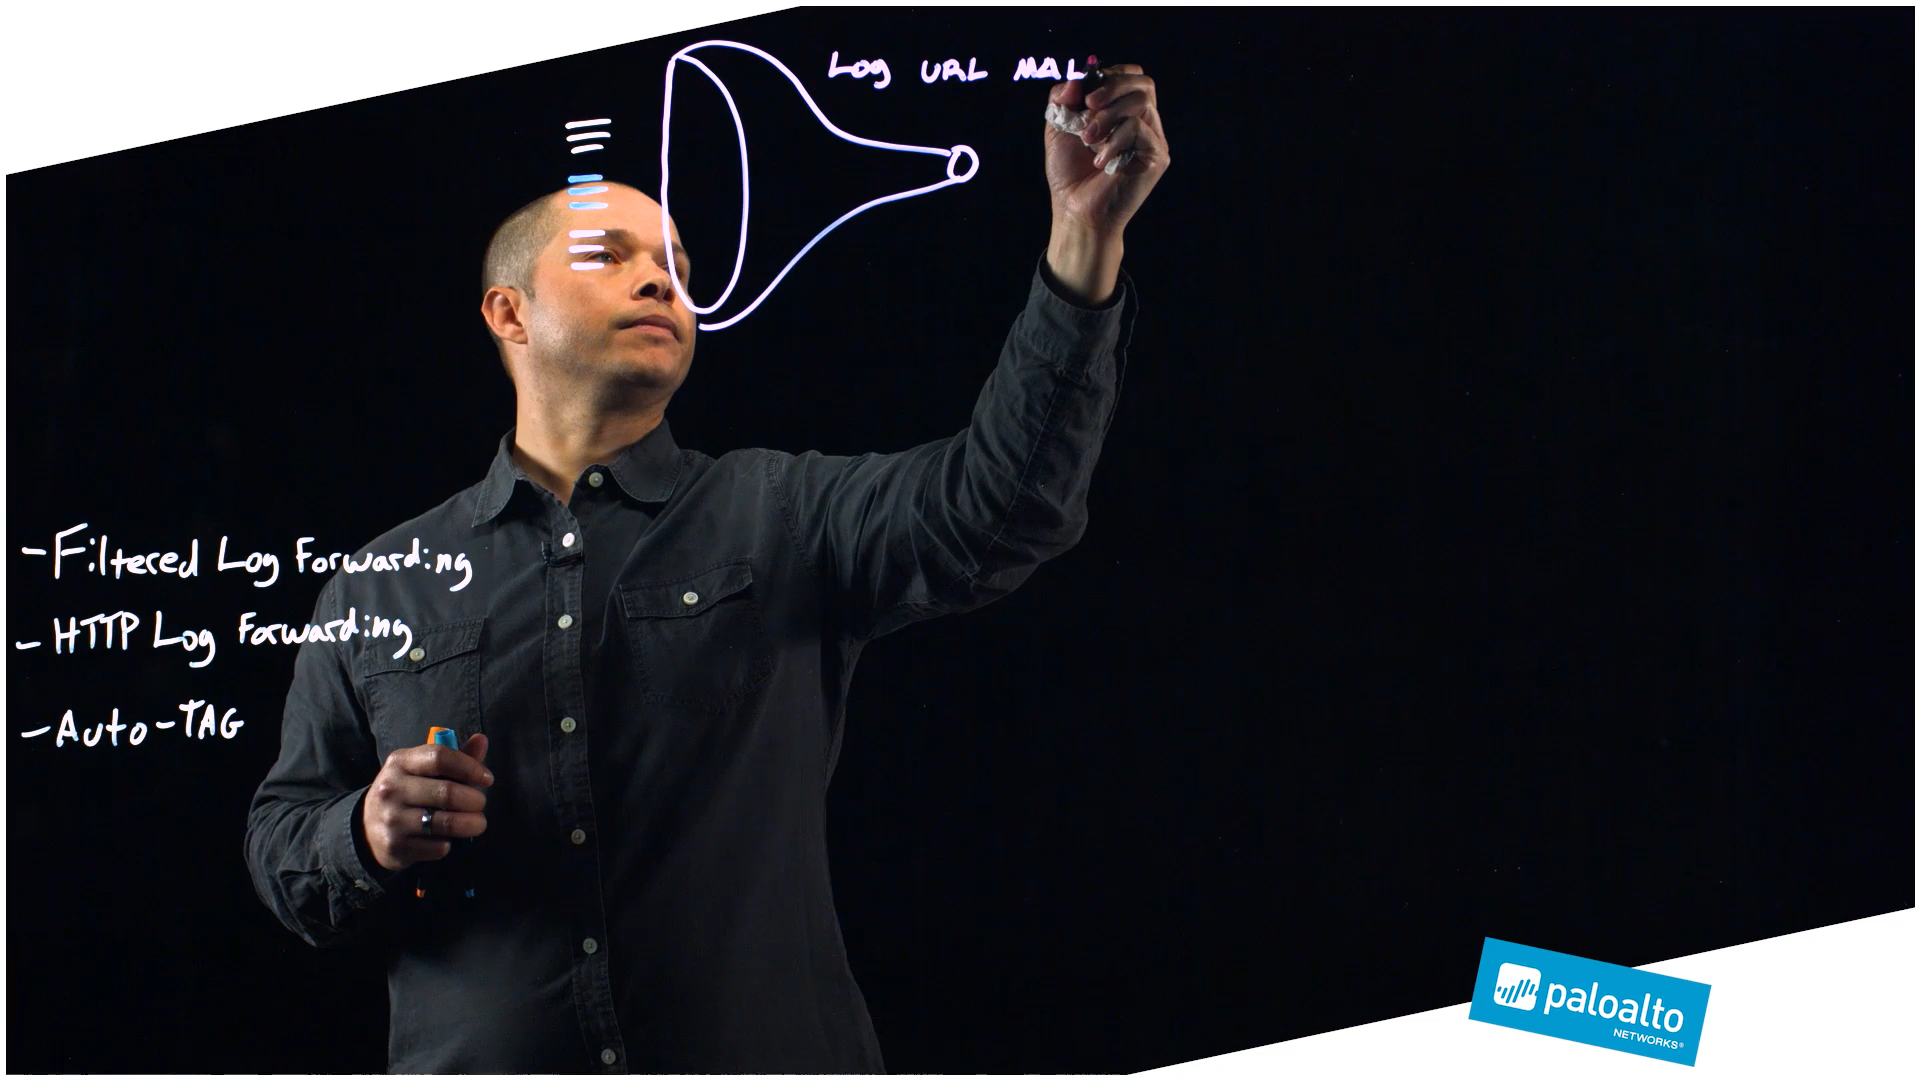 Log URL MAL
- Filtered Log Forwarding
- HTTP Log Forwarding
- Auto-TAG
paloalto
NETWORKS®